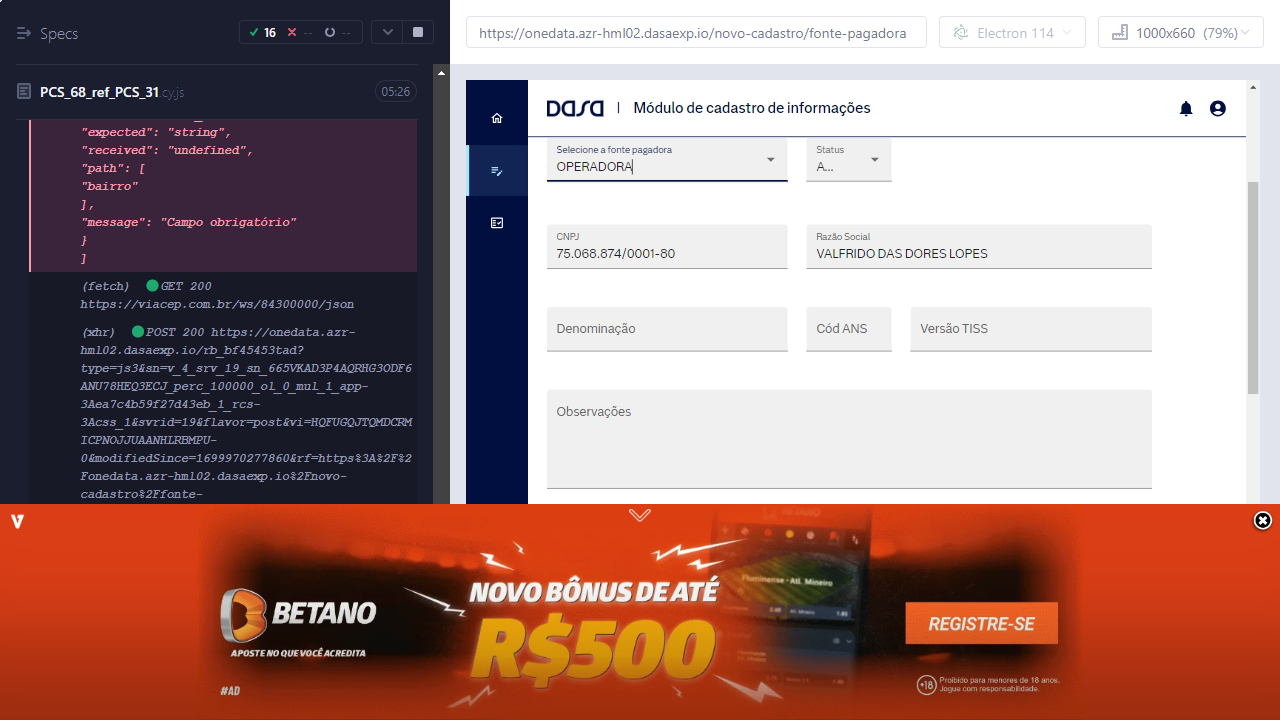 Specs
16
--
--
https://onedata.azr-hml02.dasaexp.io/novo-cadastro/fonte-pagadora
Electron 114
1000x660 (79%)
PCS_68_ref_PCS_31.cy.js
05:26
"expected": "string",
"received": "undefined",
"path": [
"bairro"
],
"message": "Campo obrigatório"
}
]
(fetch) GET 200
https://viacep.com.br/ws/84300000/json
(xhr) POST 200 https://onedata.azr-
hml02.dasaexp.io/rb_bf45453tad?
type=js3&sn=v_4_srv_19_sn_665VKAD3P4AQRHG3ODF6
ANU78HEQ3ECJ_perc_100000_ol_0_mul_1_app-
3Aea7c4b59f27d43eb_1_rcs-
3Acss_1&svrid=19&flavor=post&vi=HQFUGQJTQMDCRM
ICPNOJJUAANHLRBMPU-
0&modifiedSince=1699970277860&rf=https%3A%2F%2
Fonedata.azr-hml02.dasaexp.io%2Fnovo-
cadastro%2Ffonte-
DASA | Módulo de cadastro de informações
Selecione a fonte pagadora
OPERADORA
Status
A...
CNPJ
75.068.874/0001-80
Razão Social
VALFRIDO DAS DORES LOPES
Denominação
Cód ANS
Versão TISS
Observações
V
BETANO
APOSTE NO QUE VOCÊ ACREDITA
#AD
NOVO BÔNUS DE ATÉ
R$500
Fluminense - Atl. Mineiro
REGISTRE-SE
+18
Proibido para menores de 18 anos.
Jogue com responsabilidade.